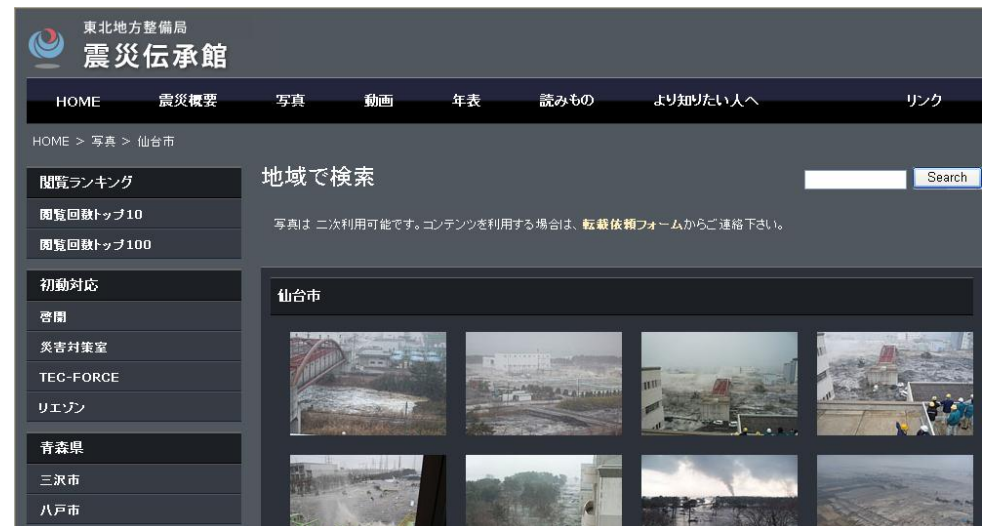 東北地方整備局
震災伝承館
HOME 震災概要 写真 動画 年表 読みもの より知りたい人へ リンク
HOME > 写真 > 仙台市
閲覧ランキング
閲覧回数トップ10
閲覧回数トップ100
初動対応
啓開
災害対策室
TEC-FORCE
リエゾン
青森県
三沢市
八戸市
地域で検索
Search
写真は 二次利用可能です。コンテンツを利用する場合は、転載依頼フォームからご連絡下さい。
仙台市